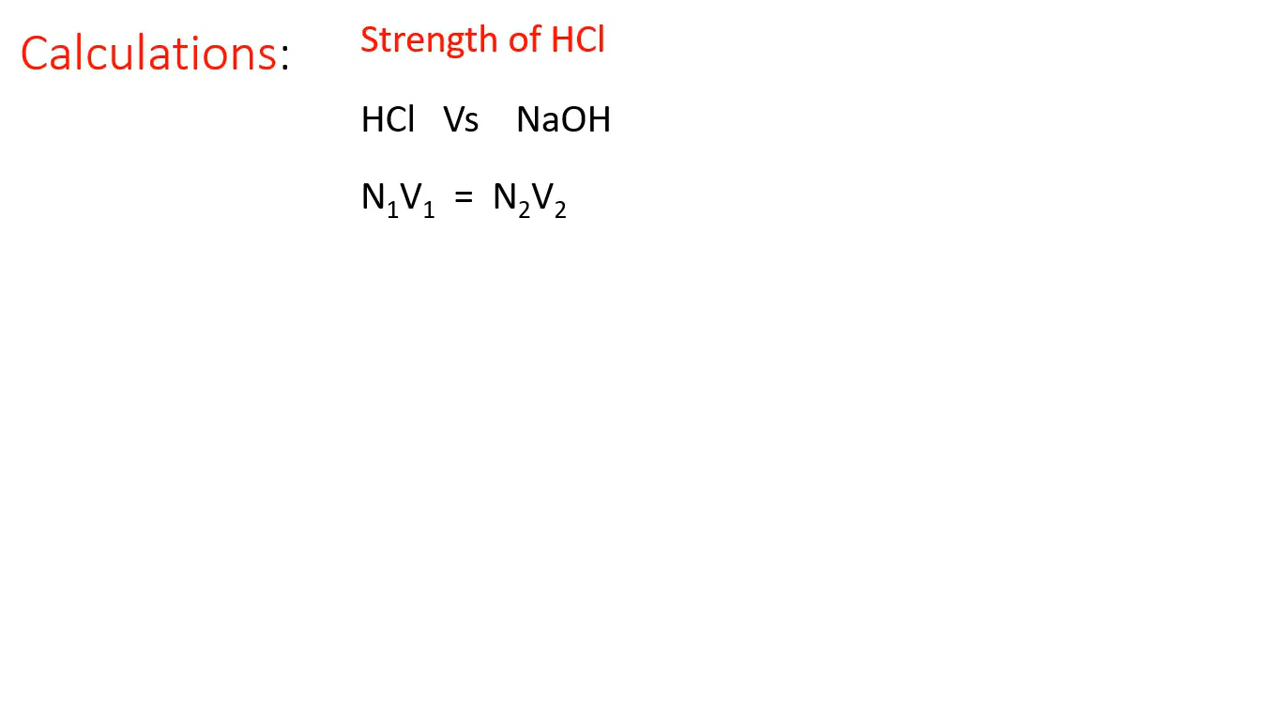 Calculations:
Strength of HCl
HCl Vs NaOH
N₁V₁ = N₂V₂